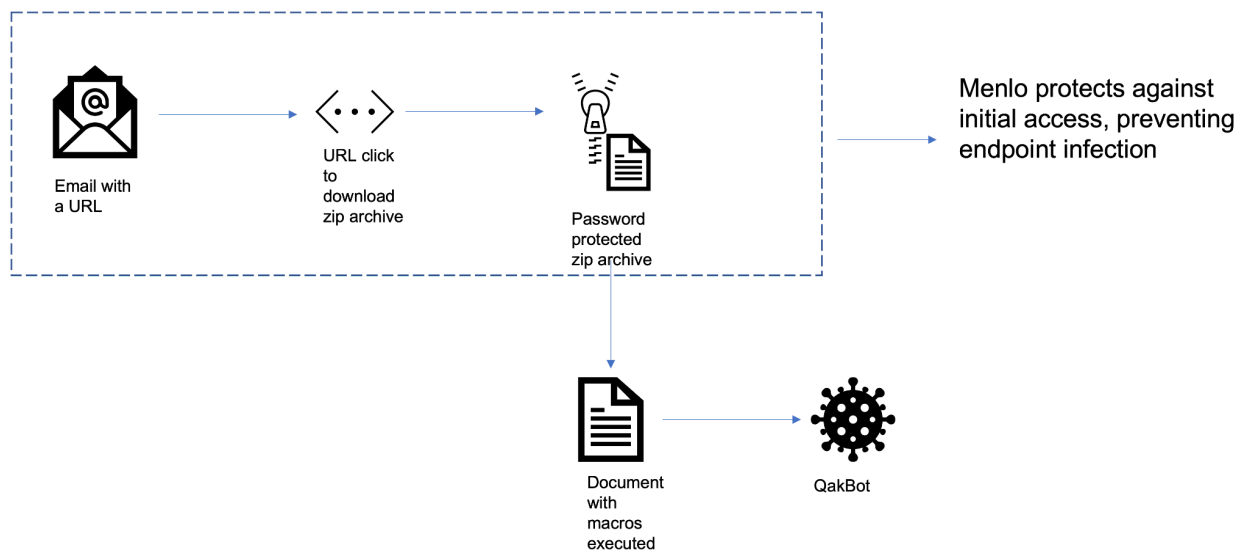 Email with
a URL
URL click
to
download
zip archive
Password
protected
zip archive
Menlo protects against
initial access, preventing
endpoint infection
Document
with
macros
executed
QakBot